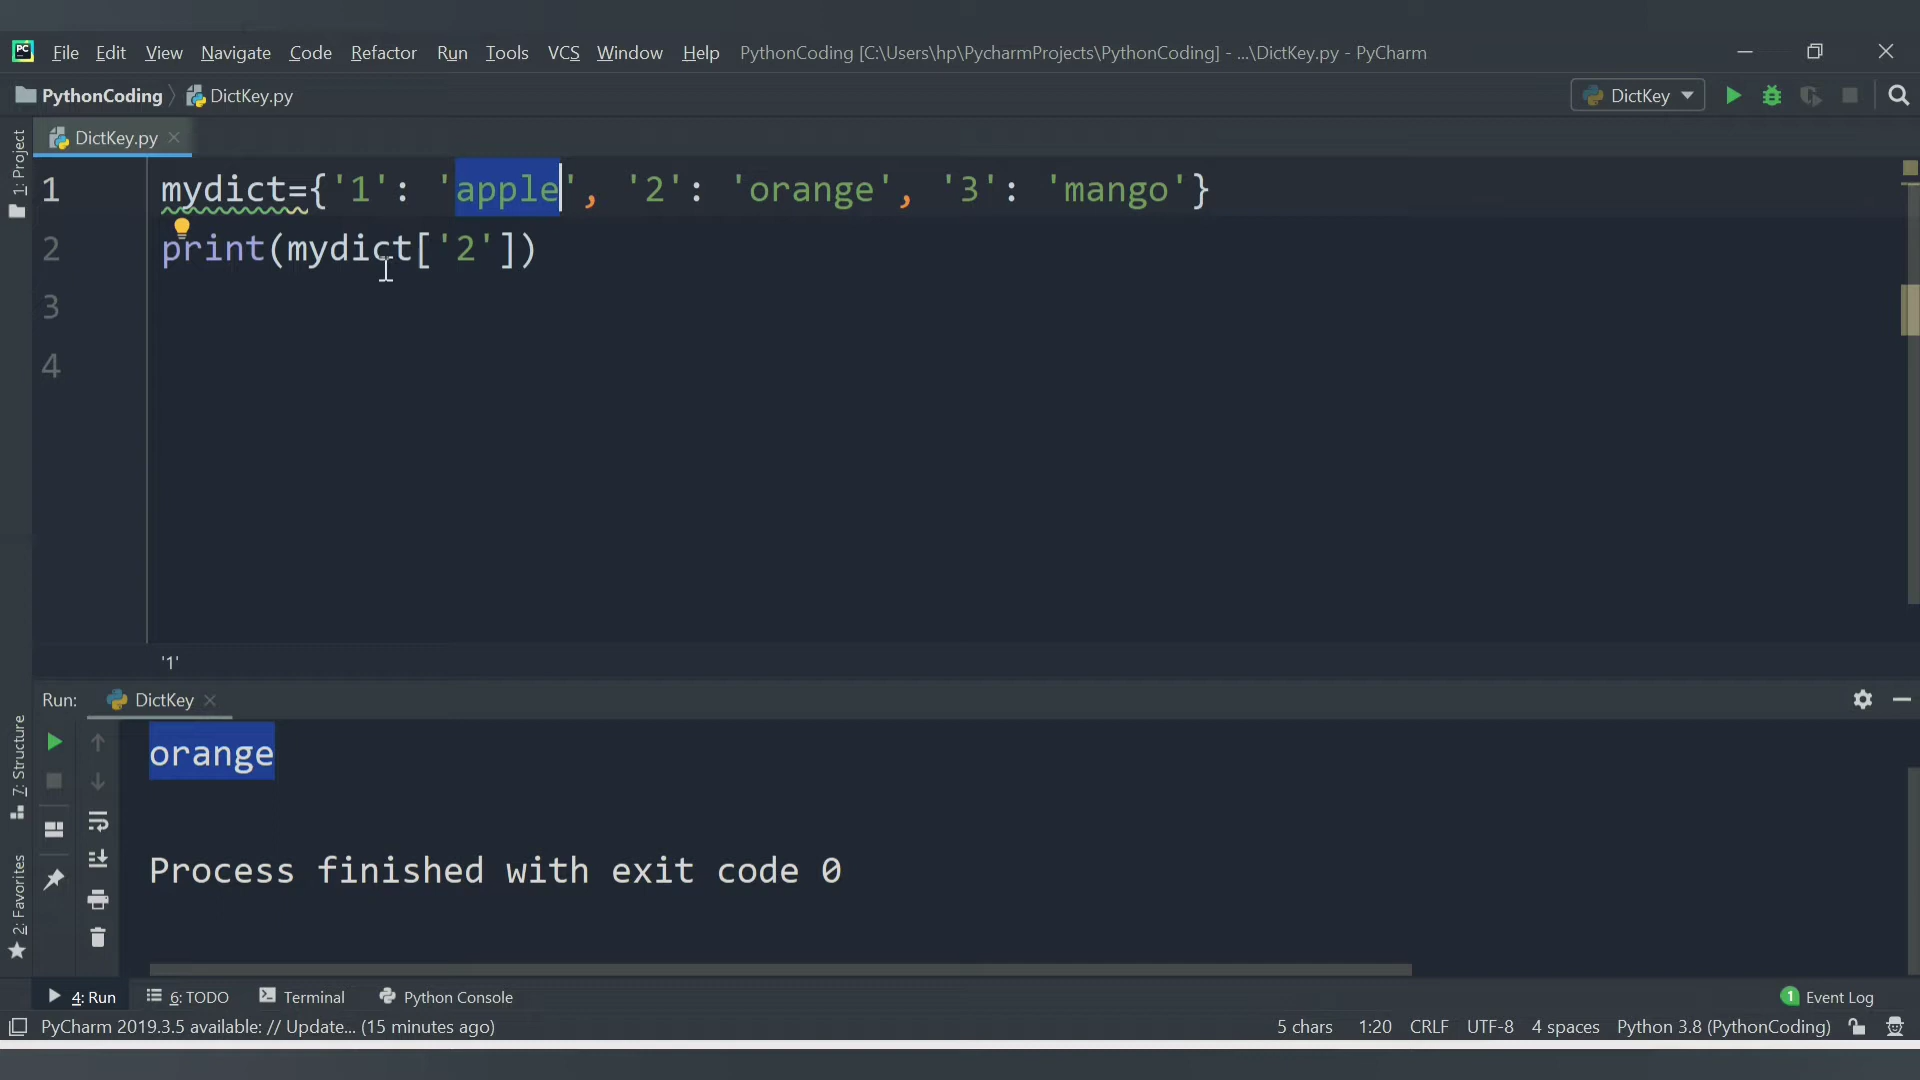 PC File Edit View Navigate Code Refactor Run Tools VCS Window Help PythonCoding [C:\Users\hp\PycharmProjects\PythonCoding] - ...\DictKey.py - PyCharm
PythonCoding DictKey.py DictKey
1: Project
DictKey.py
1 mydict={'1': 'apple', '2': 'orange', '3': 'mango'}
2 print(mydict['2'])
3
4
'1'
Run: DictKey
7: Structure
2: Favorites
orange
Process finished with exit code 0
4: Run 6: TODO Terminal Python Console 1 Event Log
PyCharm 2019.3.5 available: // Update... (15 minutes ago) 5 chars 1:20 CRLF UTF-8 4 spaces Python 3.8 (PythonCoding)